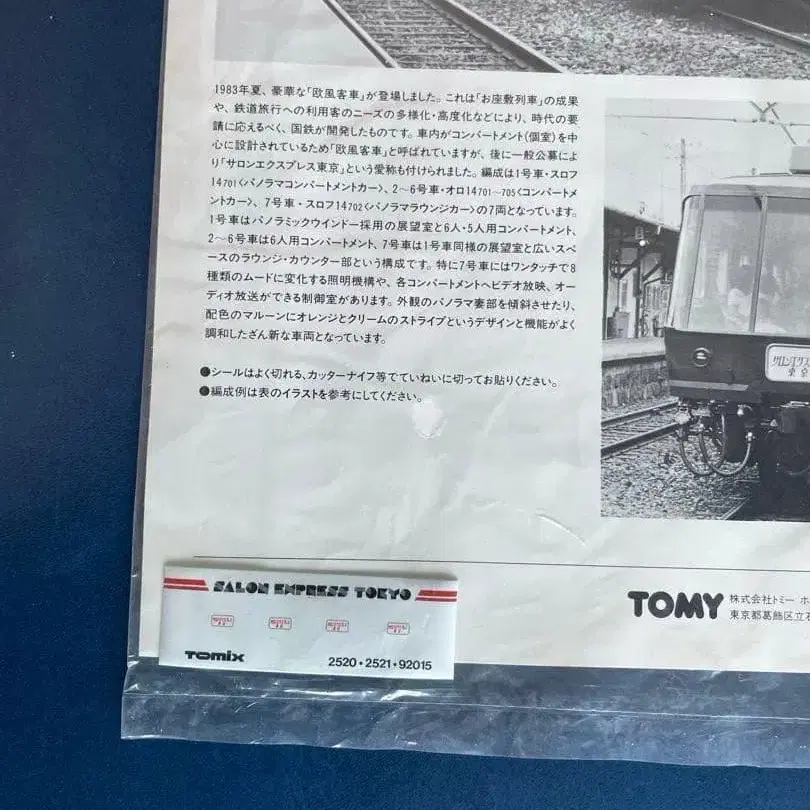 1983年夏、豪華な「欧風客車」が登場しました。これは「お座敷列車」の成果
や、鉄道旅行への利用客のニーズの多様化・高度化などにより、時代の要
請に応えるべく、国鉄が開発したものです。車内がコンパートメント(個室)を中
心に設計されているため「欧風客車」と呼ばれていますが、後に一般公募によ
り「サロンエクスプレス東京」という愛称も付けられました。編成は1号車・スロフ
14701〈パノラマコンパートメントカー〉、2〜6号車・オロ14701〜705〈コンパートメ
ントカー〉、7号車・スロフ14702〈パノラマラウンジカー〉の7両となっています。
1号車はパノラミックウインドー採用の展望室と6人・5人用コンパートメント、
2〜6号車は6人用コンパートメント、7号車は1号車同様の展望室と広いスペ
ースのラウンジ・カウンター部という構成です。特に7号車にはワンタッチで8
種類のムードに変化する照明機構や、各コンパートメントへビデオ放映、オー
ディオ放送ができる制御室があります。外観のパノラマ妻部を傾斜させたり、
配色のマルーンにオレンジとクリームのストライプというデザインと機能がよく
調和したざん新な車両となっています。
●シールはよく切れる、カッターナイフ等でていねいに切ってお貼りください。
●編成例は表のイラストを参考にしてください。
サロンエクス
東京
SALON EXPRESS TOKYO
TOMIX
2520・2521・92015
TOMY
株式会社トミー ホ
東京都葛飾区立石